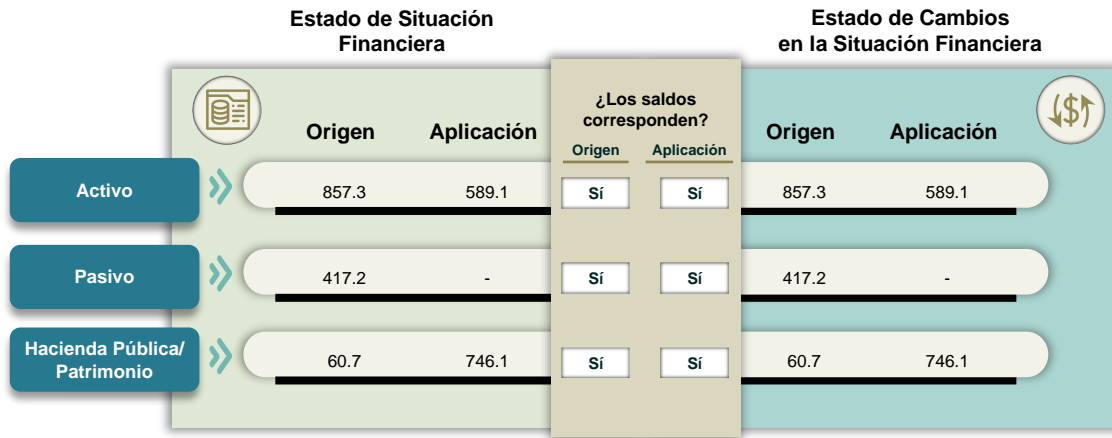 Estado de Situación
Financiera
Estado de Cambios
en la Situación Financiera
¿Los saldos
corresponden?
Origen Aplicación
Origen Aplicación
Origen Aplicación
Activo
857.3 589.1 Sí Sí 857.3 589.1
Pasivo
417.2 - Sí Sí 417.2 -
Hacienda Pública/
Patrimonio
60.7 746.1 Sí Sí 60.7 746.1